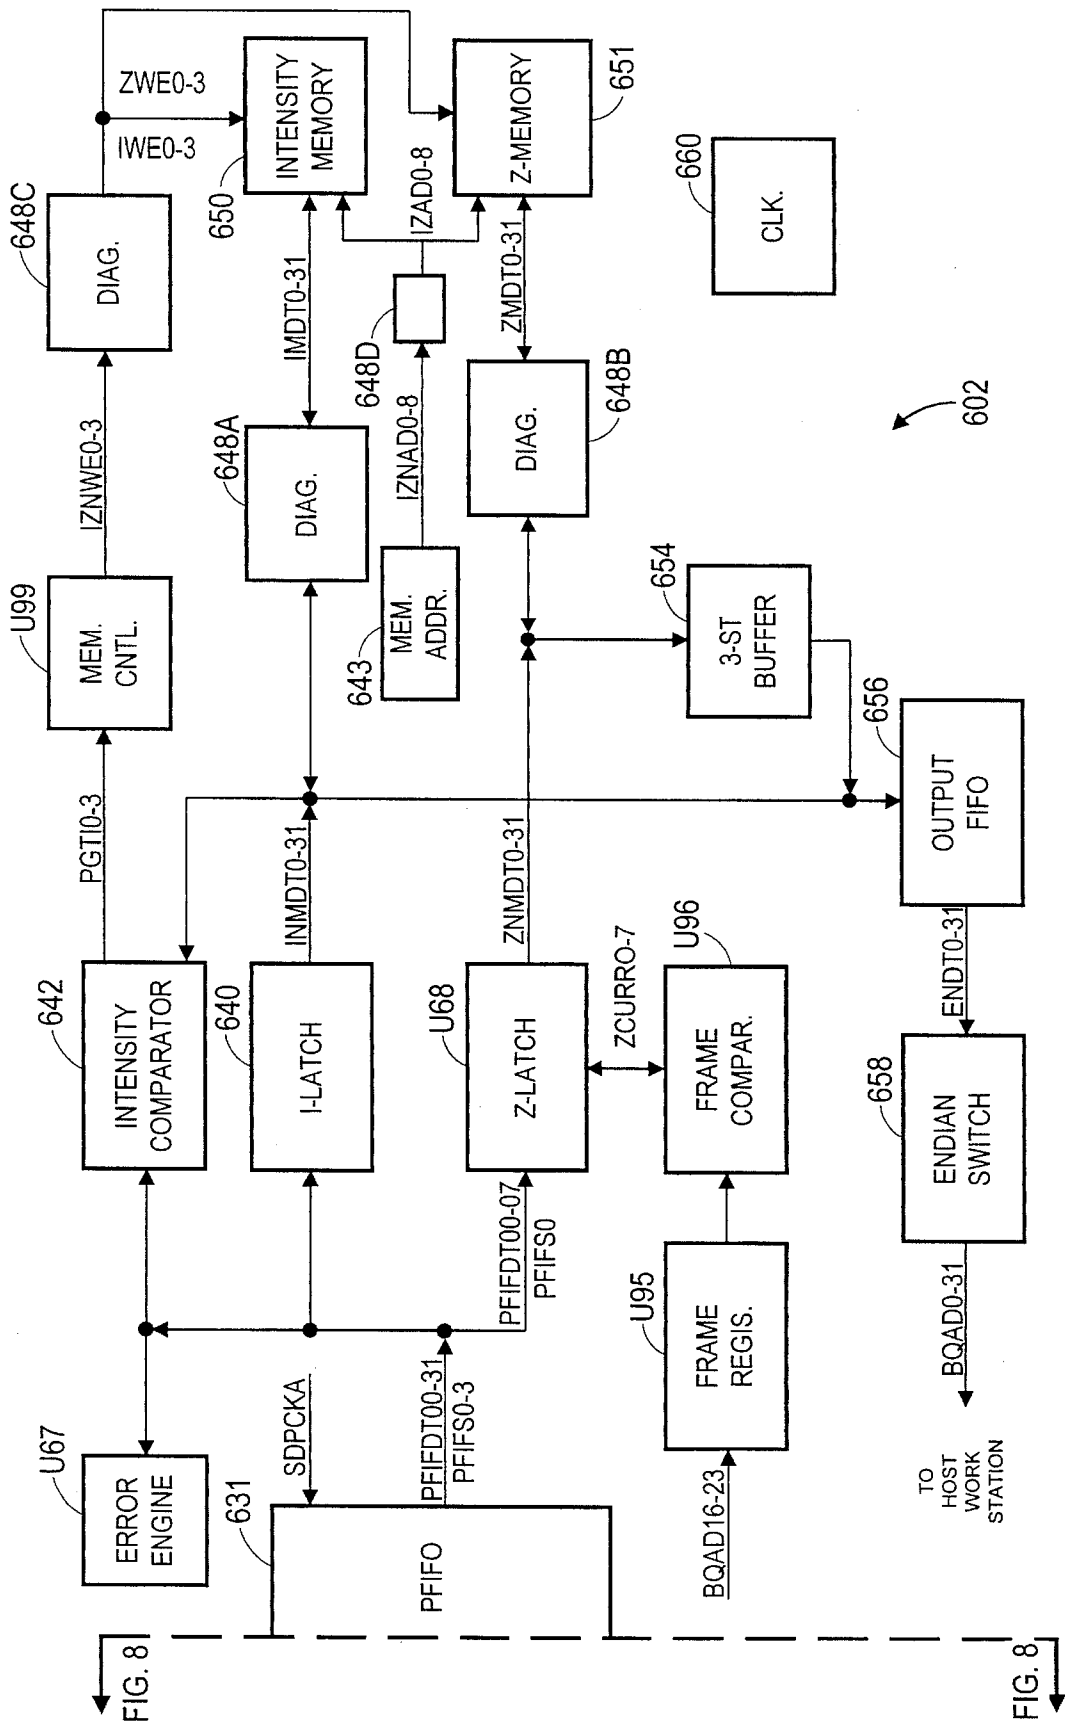 FIG. 8
FIG. 8
U67
ERROR
ENGINE
631
PFIFO
SDPCKA
PFIFDT00-31
PFIFS0-3
PFIFDT00-07
PFIFS0
642
INTENSITY
COMPARATOR
PGTI0-3
U99
MEM.
CNTL.
IZNWE0-3
648C
DIAG.
ZWE0-3
IWE0-3
640
I-LATCH
INMDT0-31
648A
DIAG.
IMDT0-31
650
INTENSITY
MEMORY
643
MEM.
ADDR.
IZNAD0-8
648D
IZAD0-8
U68
Z-LATCH
ZNMDT0-31
DIAG.
648B
ZMDT0-31
Z-MEMORY
651
ZCURRO-7
BQAD16-23
U95
FRAME
REGIS.
U96
FRAME
COMPAR.
654
3-ST
BUFFER
660
CLK.
656
OUTPUT
FIFO
ENDT0-31
658
ENDIAN
SWITCH
BQAD0-31
TO
HOST
WORK
STATION
602